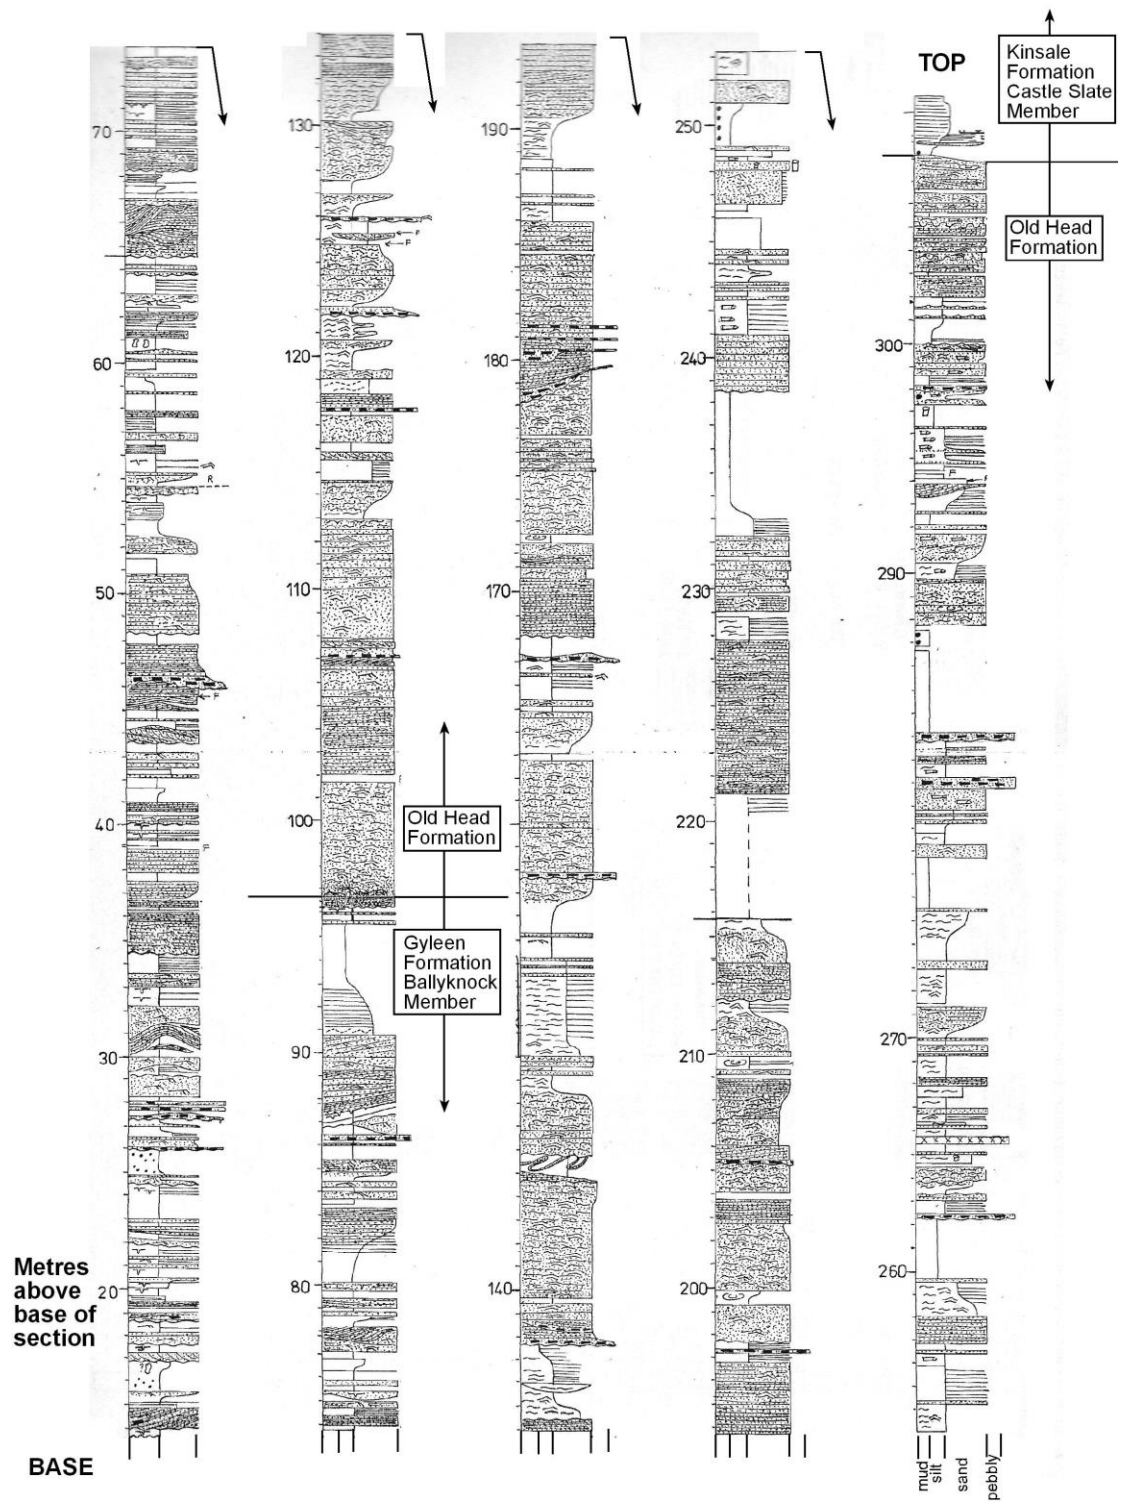 TOP
Kinsale
Formation
Castle Slate
Member
Old Head
Formation
70
60
50
40
30
20
R
F
F
130
120
110
100
90
80
F
F
Old Head
Formation
Gyleen
Formation
Ballyknock
Member
190
180
170
140
250
240
230
220
210
200
300
290
270
260
F
F
Metres
above
base of
section
BASE
mud
silt
sand
pebbly